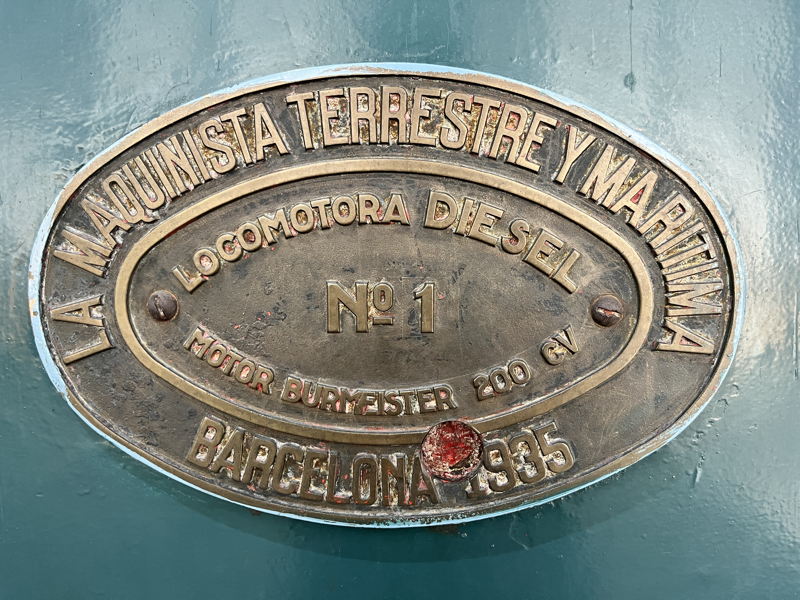 LA MAQUINISTA TERRESTRE Y MARITIMA
LOCOMOTORA DIESEL
Nº 1
MOTOR BURMEISTER 200 CV
BARCELONA 1935